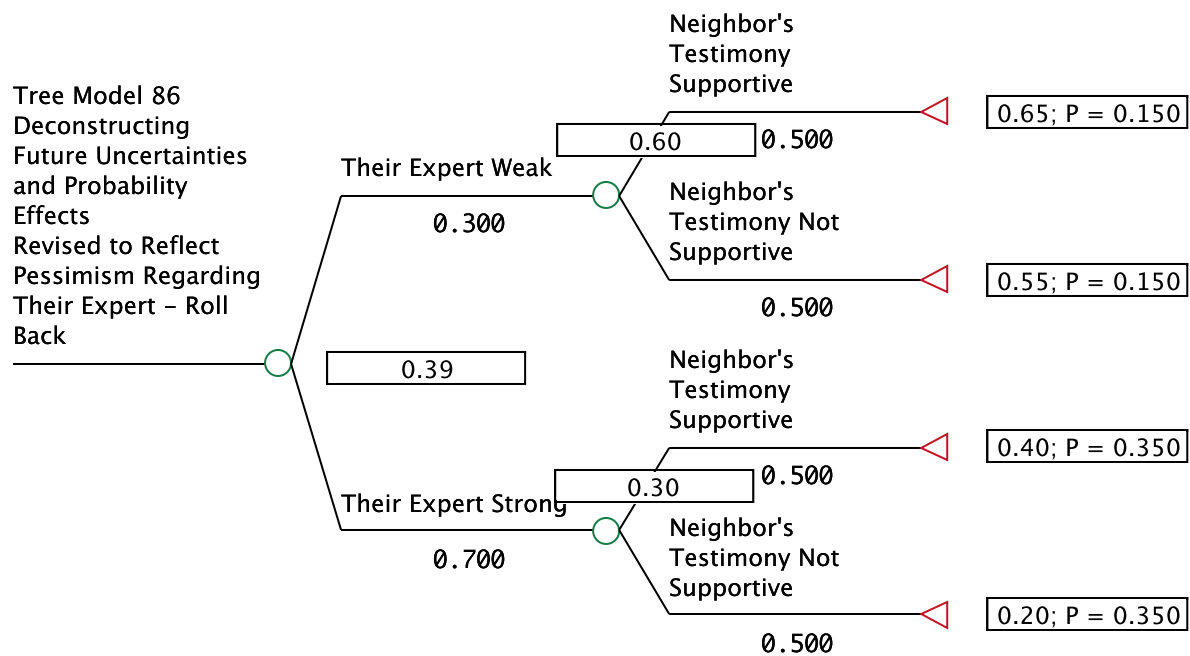 Tree Model 86
Deconstructing
Future Uncertainties
and Probability
Effects
Revised to Reflect
Pessimism Regarding
Their Expert – Roll
Back
0.39
Their Expert Weak
0.300
0.60
Neighbor's
Testimony
Supportive
0.500
0.65; P = 0.150
Neighbor's
Testimony Not
Supportive
0.500
0.55; P = 0.150
Their Expert Strong
0.700
0.30
Neighbor's
Testimony
Supportive
0.500
0.40; P = 0.350
Neighbor's
Testimony Not
Supportive
0.500
0.20; P = 0.350